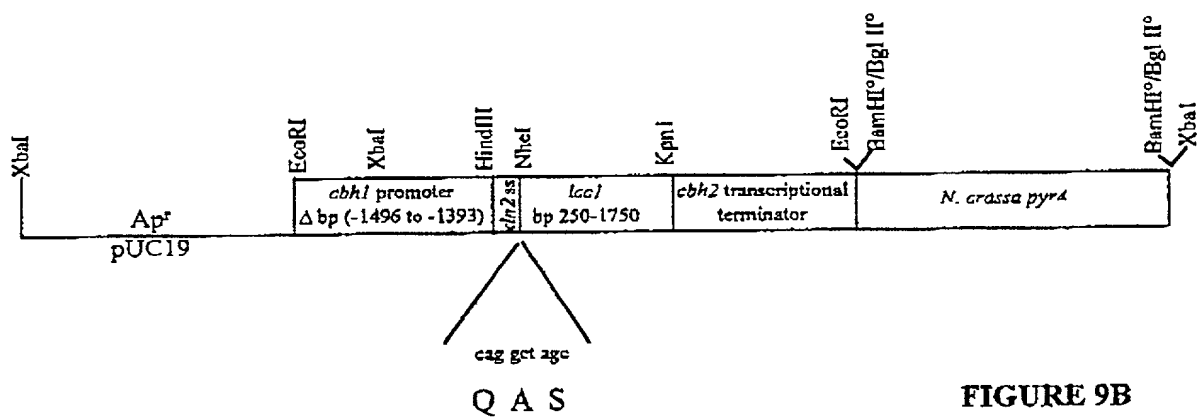 XbaI
EcoRI
XbaI
HindIII
NheI
KpnI
EcoRI
BamHI°/Bgl II°
BamHI°/Bgl II°
XbaI
Apʳ
pUC19
cbh1 promoter
Δ bp (-1496 to -1393)
xln2 ss
lcc1
bp 250-1750
cbh2 transcriptional
terminator
N. crassa pyr4
cag gct agc
Q A S
FIGURE 9B